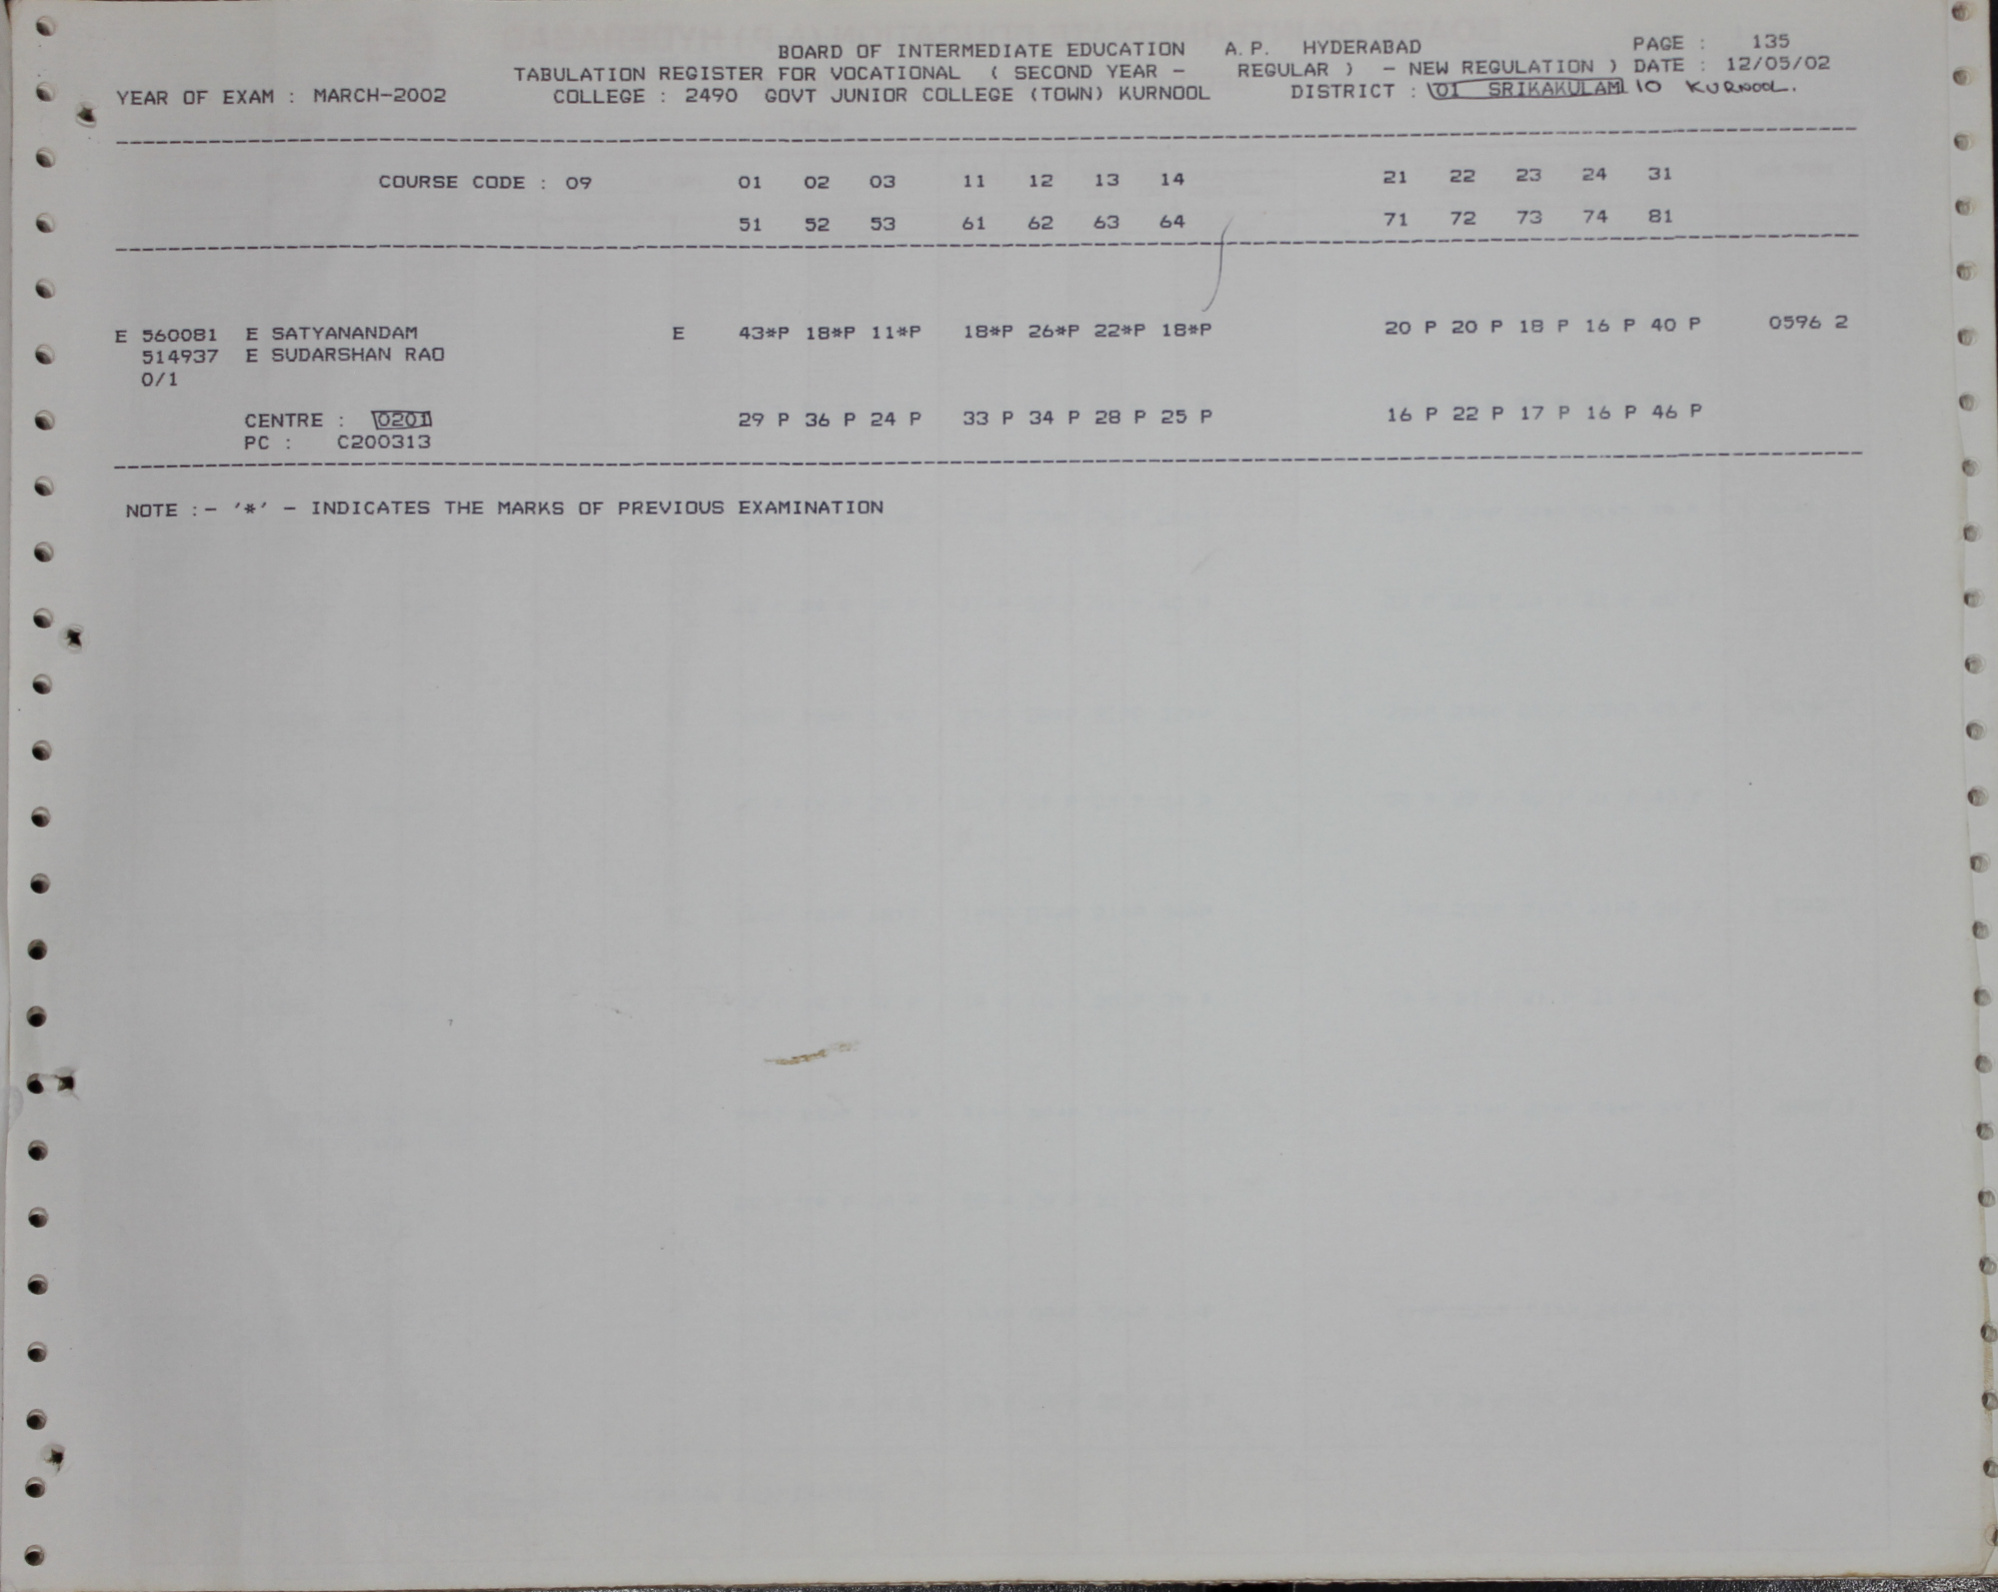 BOARD OF INTERMEDIATE EDUCATION A.P. HYDERABAD PAGE : 135
TABULATION REGISTER FOR VOCATIONAL ( SECOND YEAR - REGULAR ) - NEW REGULATION ) DATE : 12/05/02
YEAR OF EXAM : MARCH-2002 COLLEGE : 2490 GOVT JUNIOR COLLEGE (TOWN) KURNOOL DISTRICT : 01 SRIKAKULAM 10 KURNOOL.
COURSE CODE : 09 01 02 03 11 12 13 14 21 22 23 24 31
51 52 53 61 62 63 64 71 72 73 74 81
E 560081 E SATYANANDAM E 43*P 18*P 11*P 18*P 26*P 22*P 18*P 20 P 20 P 18 P 16 P 40 P 0596 2
514937 E SUDARSHAN RAO
0/1
CENTRE : 0201 29 P 36 P 24 P 33 P 34 P 28 P 25 P 16 P 22 P 17 P 16 P 46 P
PC : C200313
NOTE :- '*' - INDICATES THE MARKS OF PREVIOUS EXAMINATION